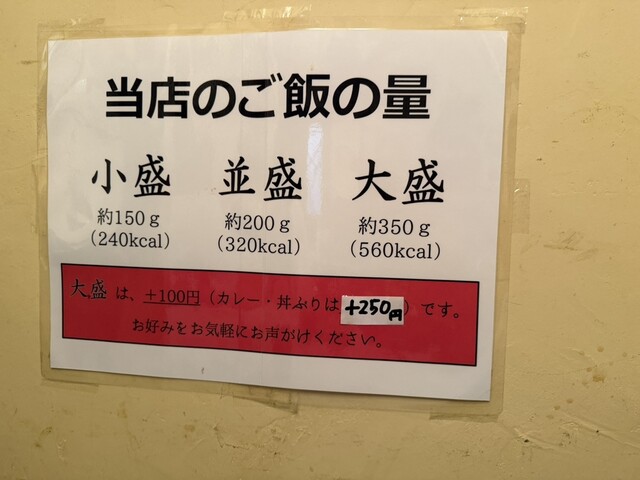 当店のご飯の量
小盛 並盛 大盛
約150ｇ 約200ｇ 約350ｇ
（240kcal） （320kcal） （560kcal）
大盛 は、+100円（カレー・丼ぶりは+250円）です。
お好みをお気軽にお声がけください。